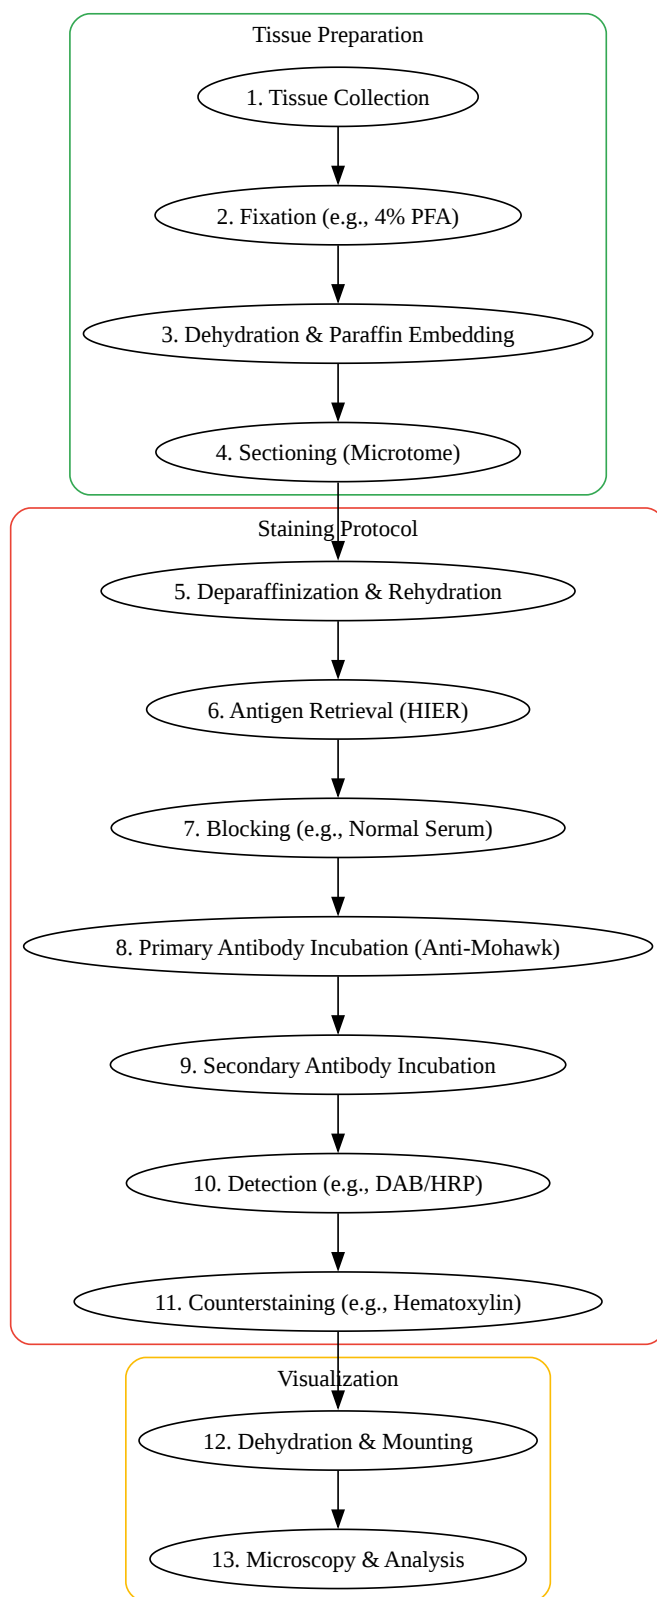 Tissue Preparation
1. Tissue Collection
2. Fixation (e.g., 4% PFA)
3. Dehydration & Paraffin Embedding
4. Sectioning (Microtome)
Staining Protocol
5. Deparaffinization & Rehydration
6. Antigen Retrieval (HIER)
7. Blocking (e.g., Normal Serum)
8. Primary Antibody Incubation (Anti-Mohawk)
9. Secondary Antibody Incubation
10. Detection (e.g., DAB/HRP)
11. Counterstaining (e.g., Hematoxylin)
Visualization
12. Dehydration & Mounting
13. Microscopy & Analysis